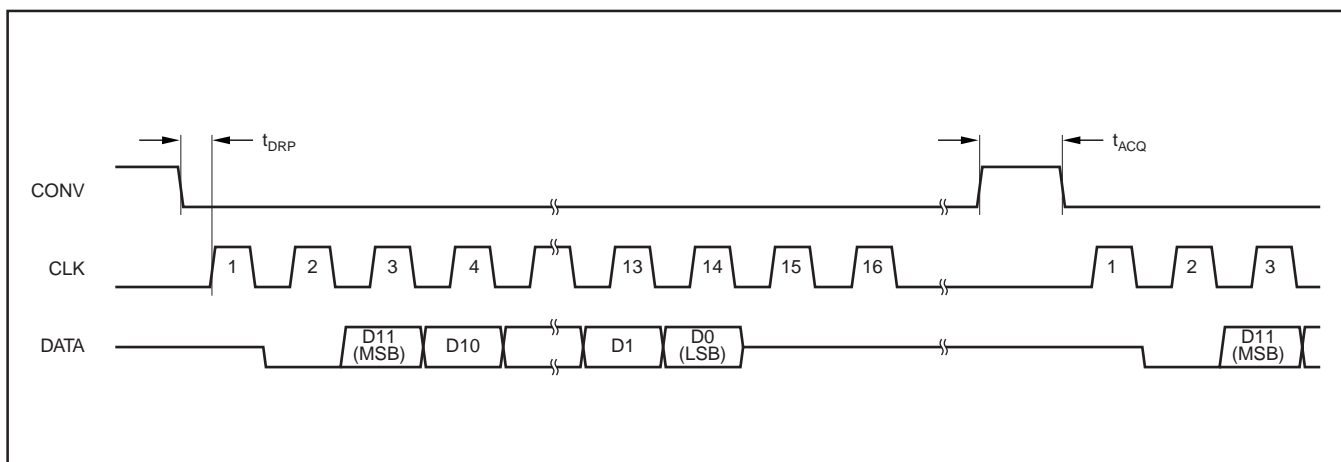 t_DRP
t_ACQ
CONV
CLK
1 2 3 4 13 14 15 16 1 2 3
DATA
D11
(MSB)
D10
D1
D0
(LSB)
D11
(MSB)